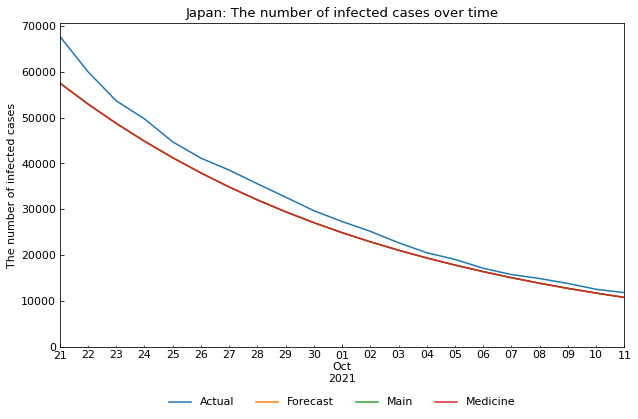 Japan: The number of infected cases over time
The number of infected cases
70000
60000
50000
40000
30000
20000
10000
0
21 22 23 24 25 26 27 28 29 30 01 02 03 04 05 06 07 08 09 10 11
Oct
2021
Actual Forecast Main Medicine